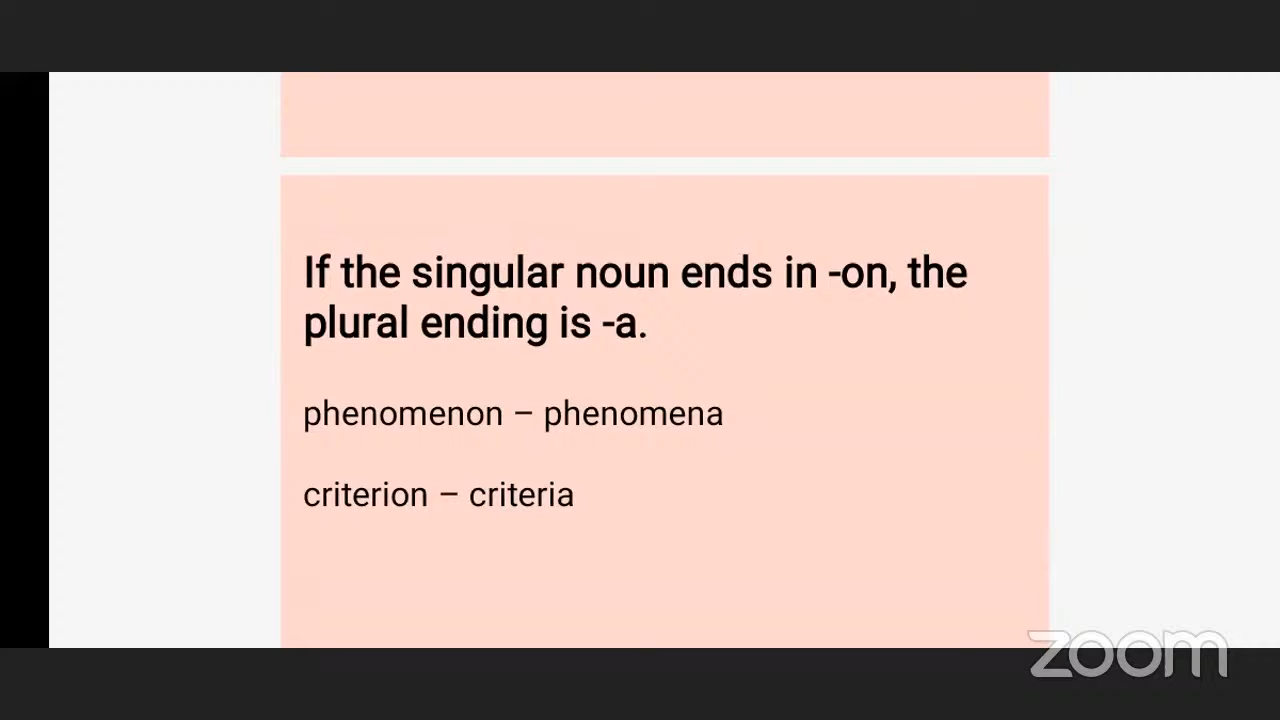 If the singular noun ends in -on, the
plural ending is -a.
phenomenon – phenomena
criterion – criteria
zoom